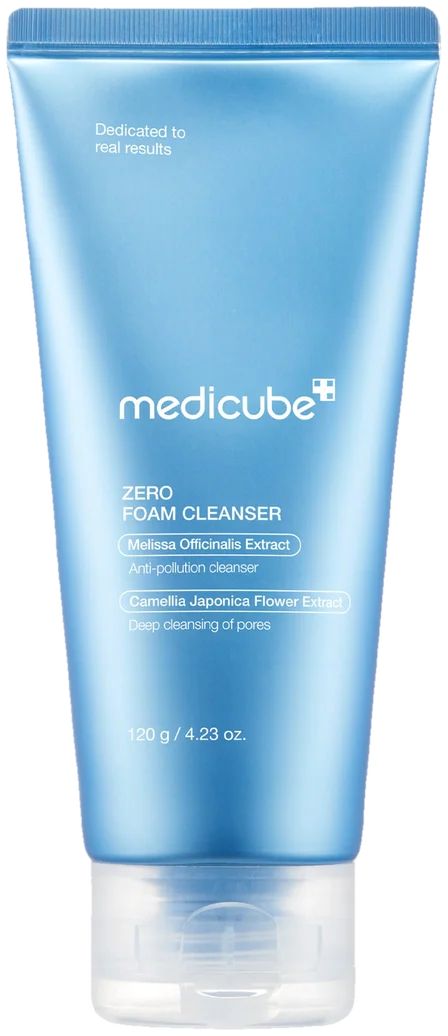 Dedicated to
real results
medicube
ZERO
FOAM CLEANSER
Melissa Officinalis Extract
Anti-pollution cleanser
Camellia Japonica Flower Extract
Deep cleansing of pores
120 g / 4.23 oz.